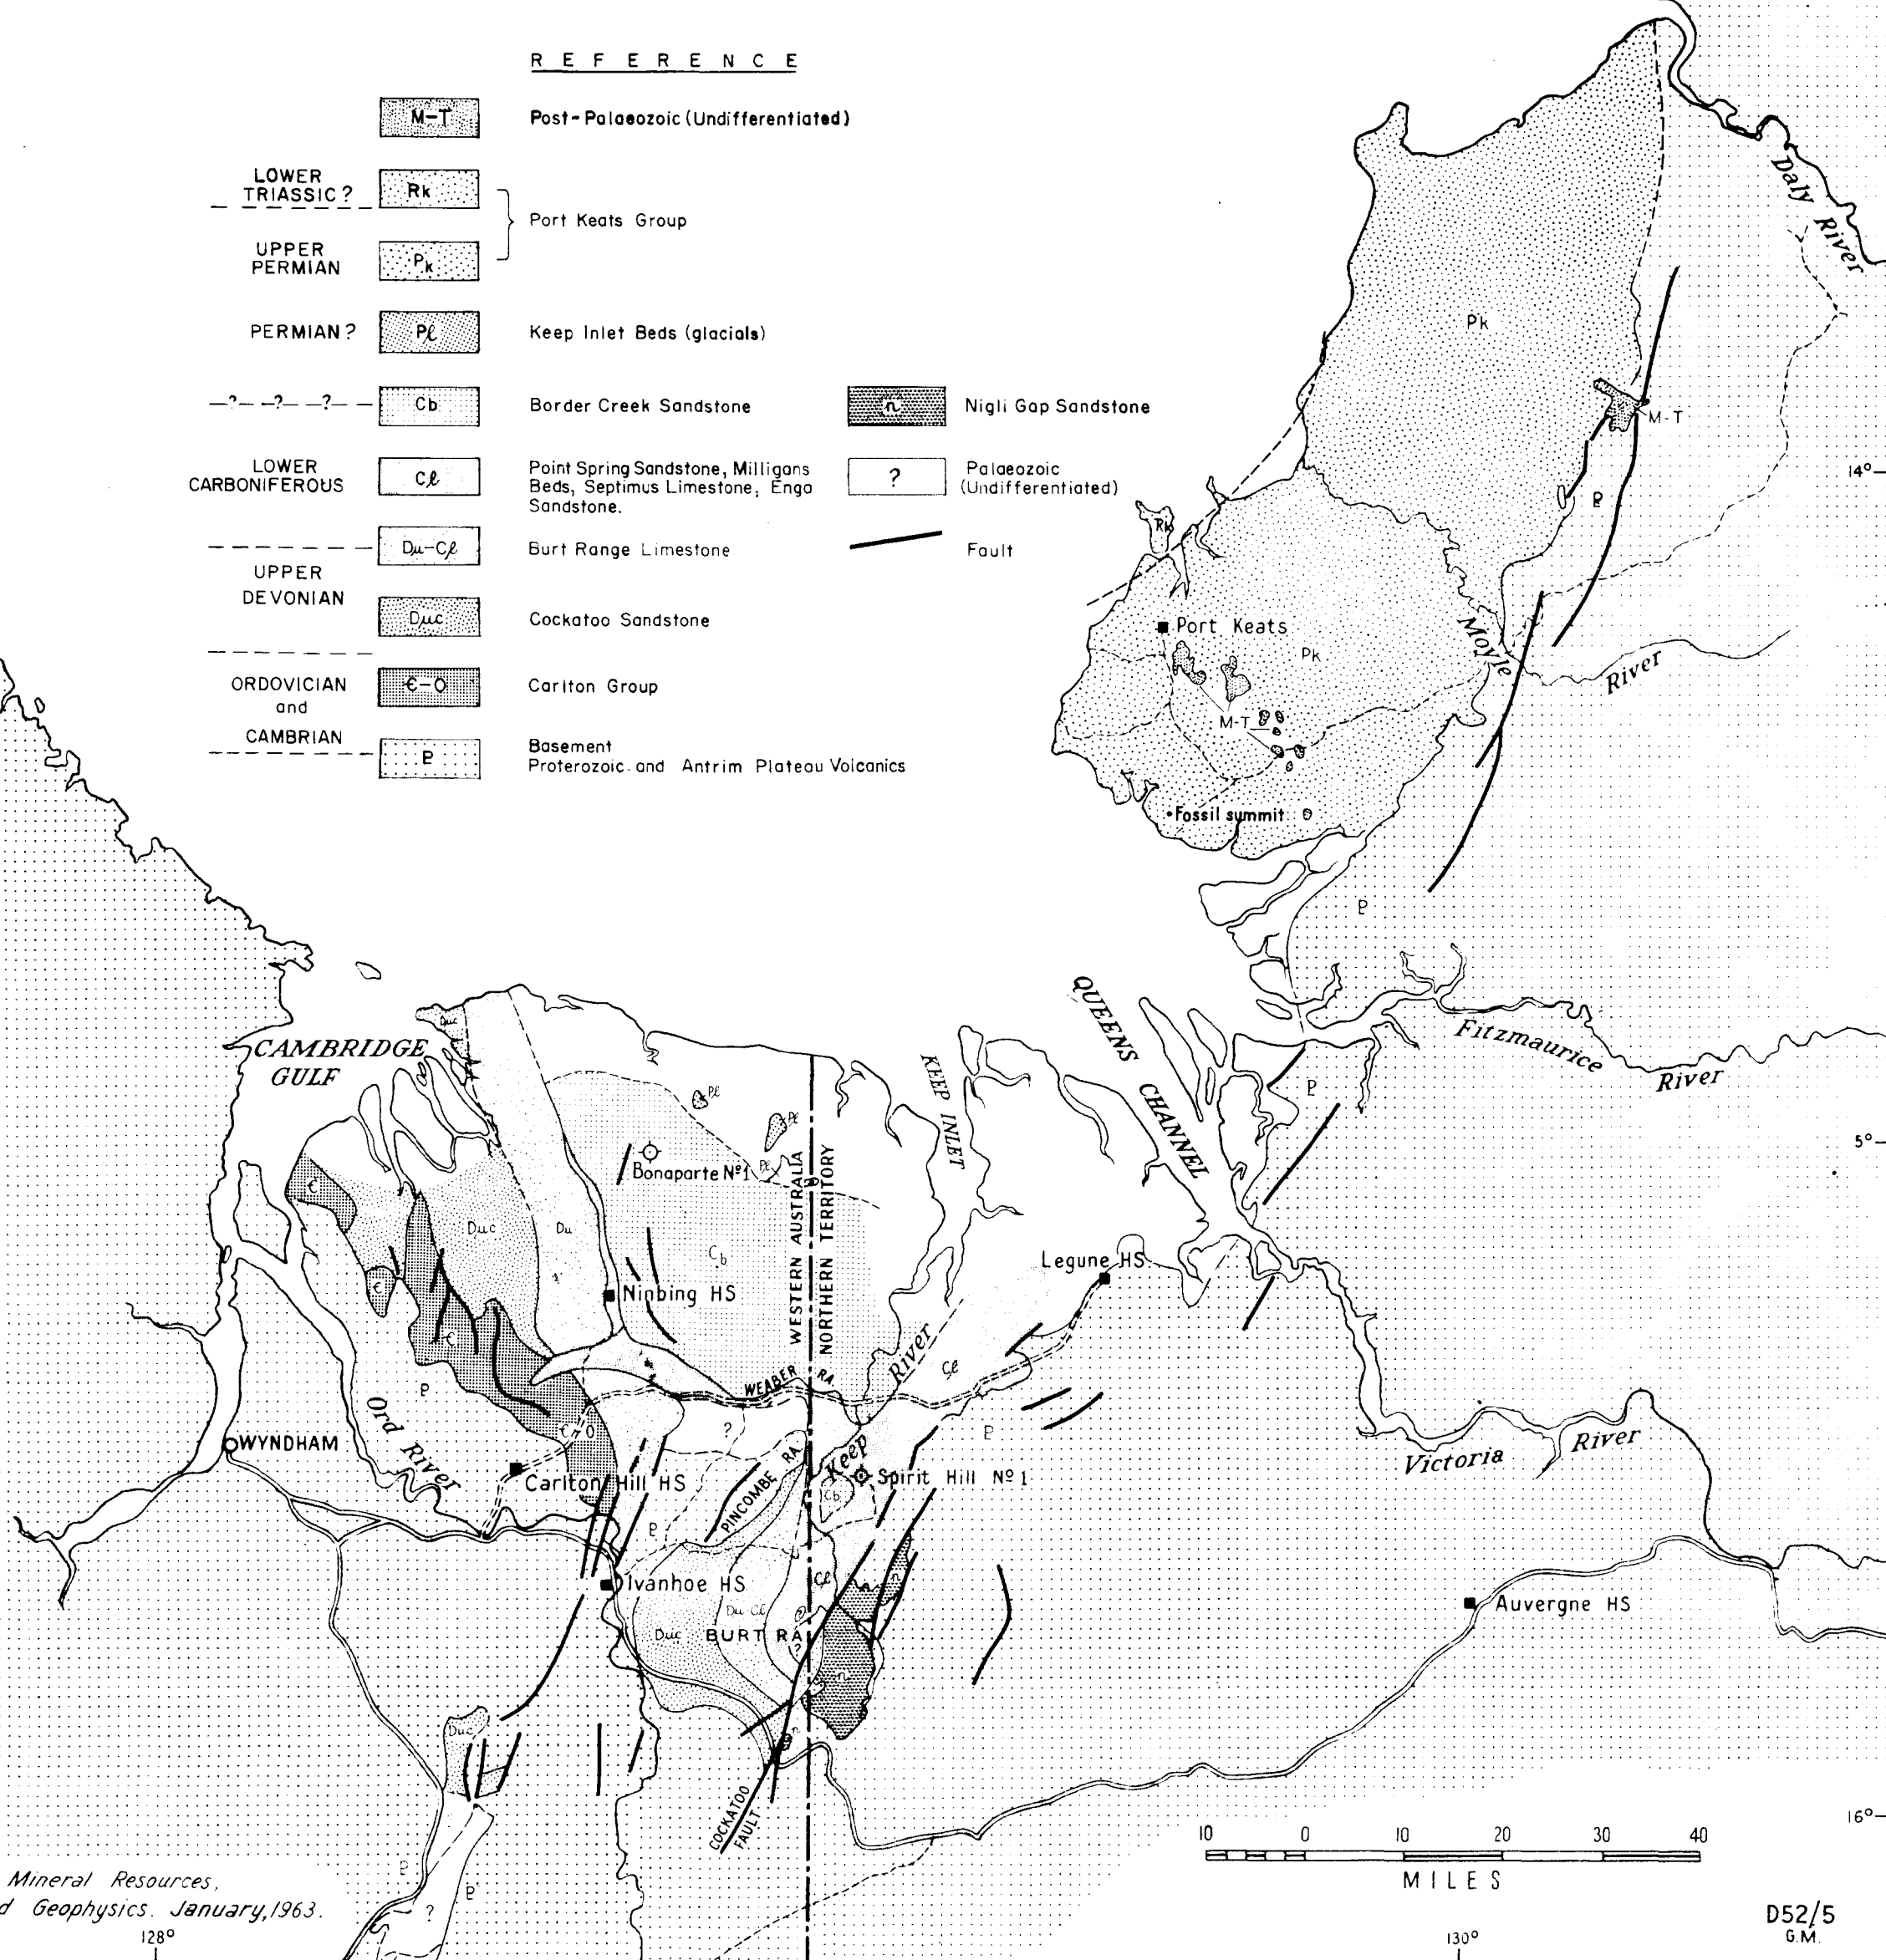 REFERENCE
M-T Post-Palaeozoic (Undifferentiated)
LOWER
TRIASSIC ?
Rk
Port Keats Group
UPPER
PERMIAN
Pk
PERMIAN ?
Pl
Keep Inlet Beds (glacials)
—?— —?— —?— —
Cb
Border Creek Sandstone
n
Nigli Gap Sandstone
LOWER
CARBONIFEROUS
Cl
Point Spring Sandstone, Milligans
Beds, Septimus Limestone, Enga
Sandstone.
?
Palaeozoic
(Undifferentiated)
Du-Cl
Burt Range Limestone
Fault
UPPER
DEVONIAN
Duc
Cockatoo Sandstone
ORDOVICIAN
and
CAMBRIAN
Є-O
Carlton Group
P
Basement
Proterozoic and Antrim Plateau Volcanics
Daly River
Pk
M-T
14°
P
Rk
Port Keats
Pk
Moyle
River
M-T
Fossil summit
P
QUEENS CHANNEL
Fitzmaurice
River
P
5°
CAMBRIDGE
GULF
Duc
KEEP INLET
Pl
Pl
Pl
Bonaparte Nº1
WESTERN AUSTRALIA
NORTHERN TERRITORY
Є
Duc
Du
Cb
Є
Legune HS
Ninbing HS
Є
River
Cl
WEABER RA.
P
Ord River
WYNDHAM
Є-O
?
P
Keep
Victoria
River
Carlton Hill HS
PINCOMBE RA.
Spirit Hill Nº1
Cb
P
Ivanhoe HS
Cl
n
n
Du-Cl
Auvergne HS
Duc
BURT RA
?
n
Duc
COCKATOO
FAULT
16°
10 0 10 20 30 40
MILES
P
P
?
Mineral Resources,
d Geophysics. January, 1963.
128°
130°
D52/5
G.M.